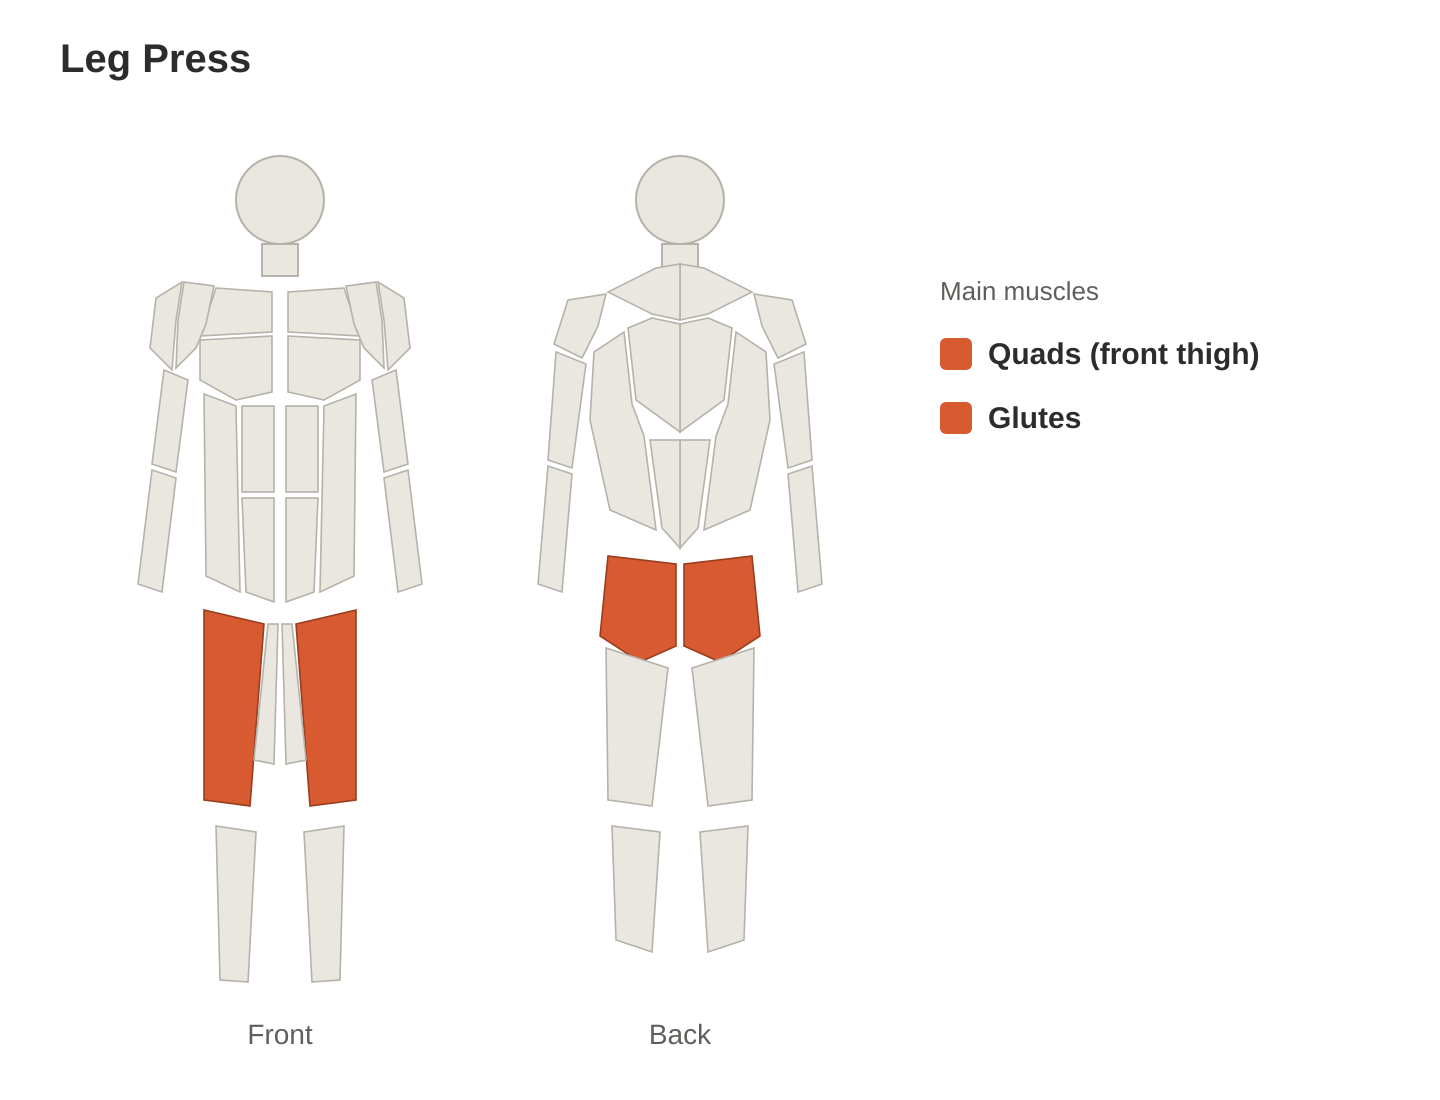 Leg Press
Main muscles
Quads (front thigh)
Glutes
Front
Back